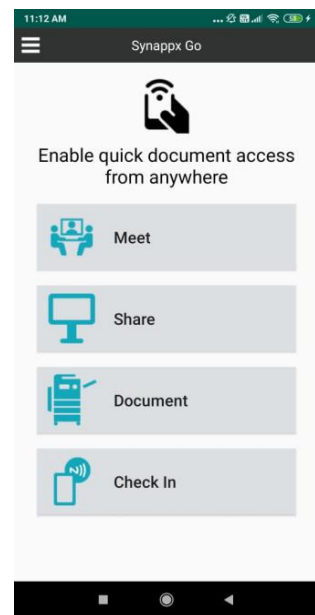 11:12 AM
Synappx Go
Enable quick document access
from anywhere
Meet
Share
Document
Check In